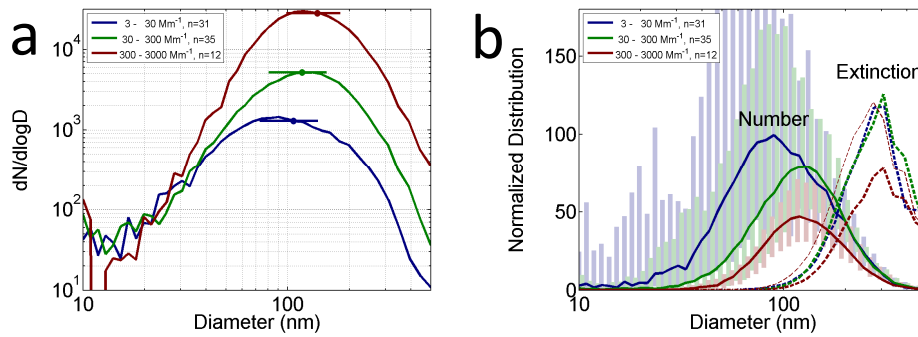 a
3 - 30 Mm-1, n=31
30 - 300 Mm-1, n=35
300 - 3000 Mm-1, n=12
dN/dlogD
10^4
10^3
10^2
10^1
10
100
Diameter (nm)
b
3 - 30 Mm-1, n=31
30 - 300 Mm-1, n=35
300 - 3000 Mm-1, n=12
Extinction
Number
Normalized Distribution
150
100
50
0
10
100
Diameter (nm)